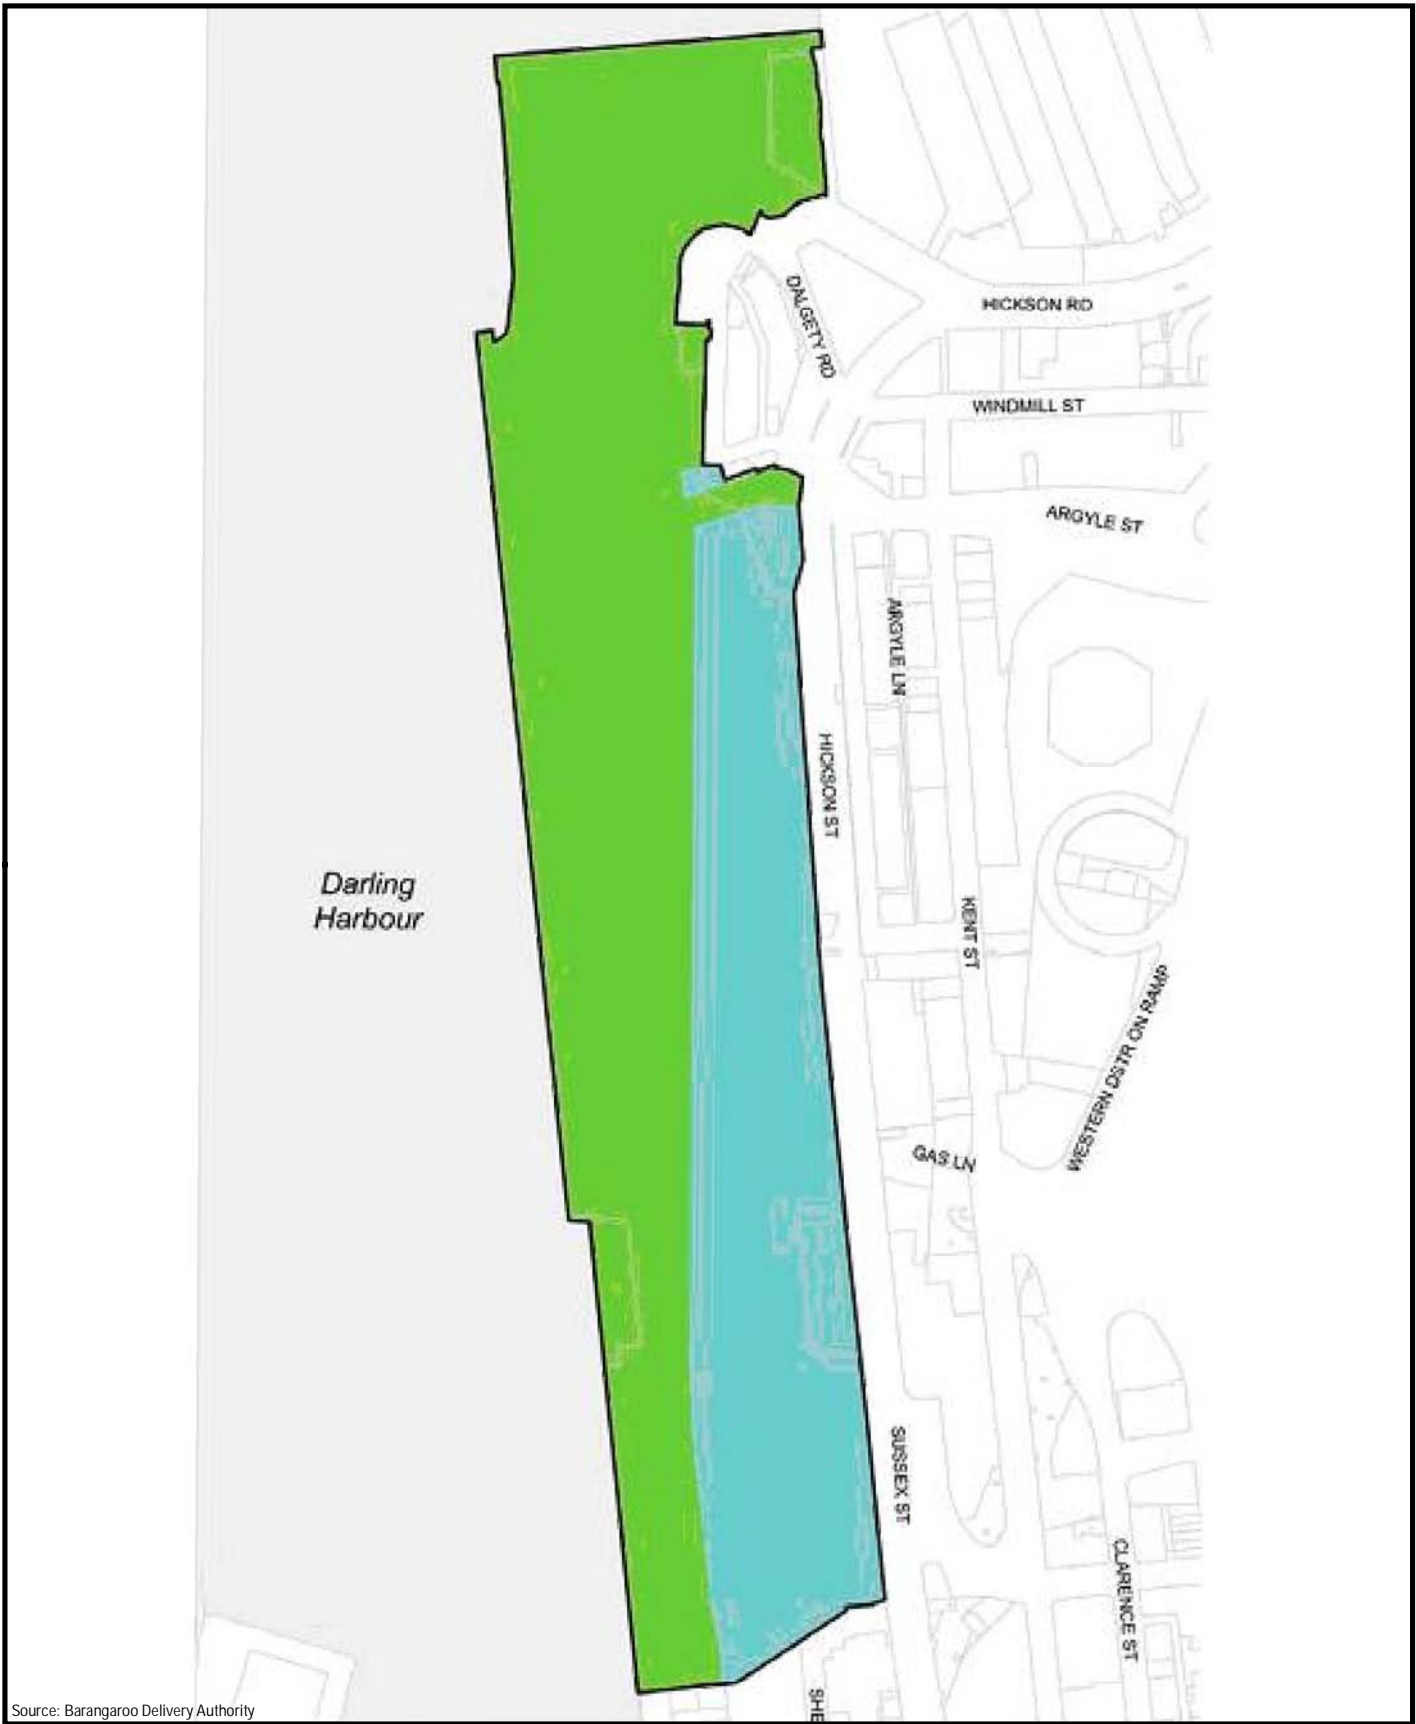 DALGETY RD
HICKSON RD
WINDMILL ST
ARGYLE ST
ARGYLE LN
HICKSON ST
Darling
Harbour
KENT ST
WESTERN DSTR ON RAMP
GAS LN
SUSSEX ST
CLARENCE ST
SHE
Source: Barangaroo Delivery Authority